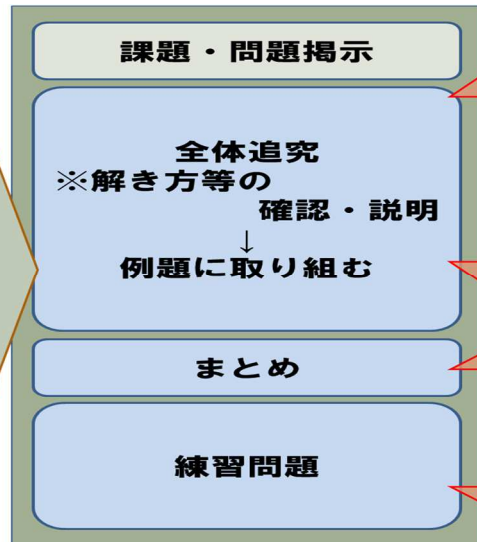 課題・問題掲示
全体追究
※解き方等の
確認・説明
↓
例題に取り組む
まとめ
練習問題